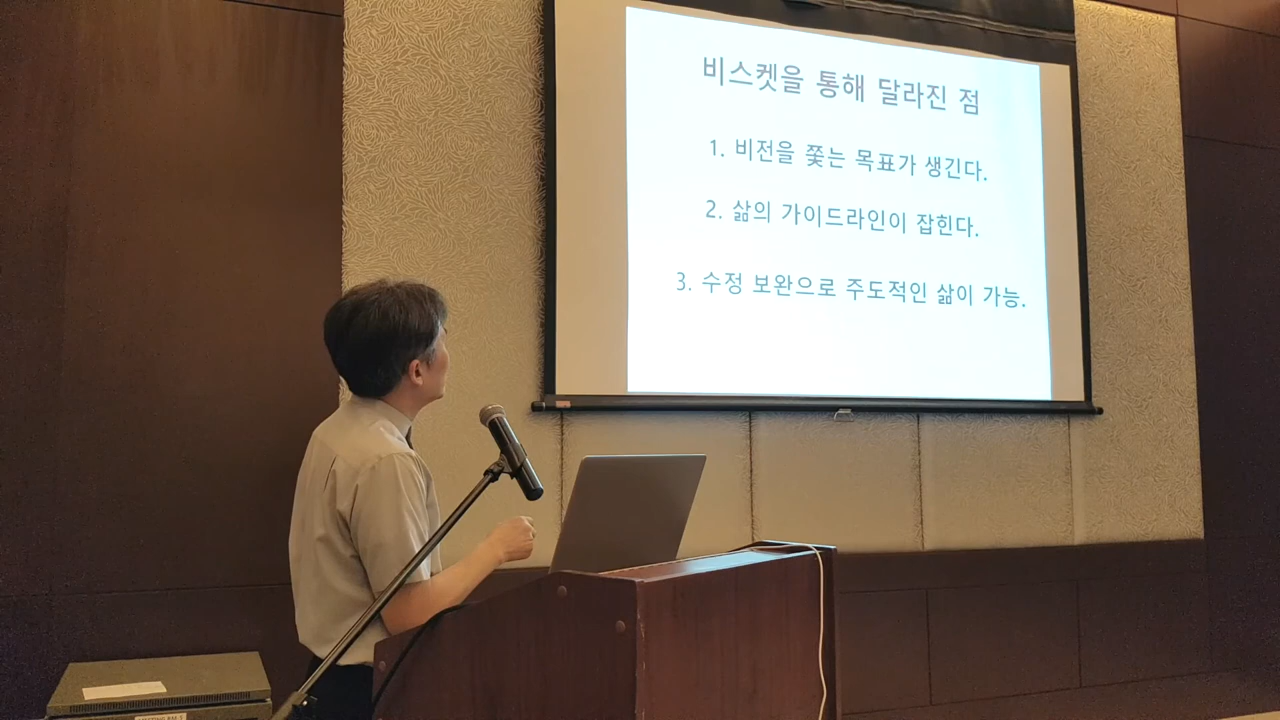 비스켓을 통해 달라진 점
1. 비전을 쫓는 목표가 생긴다.
2. 삶의 가이드라인이 잡힌다.
3. 수정 보완으로 주도적인 삶이 가능.